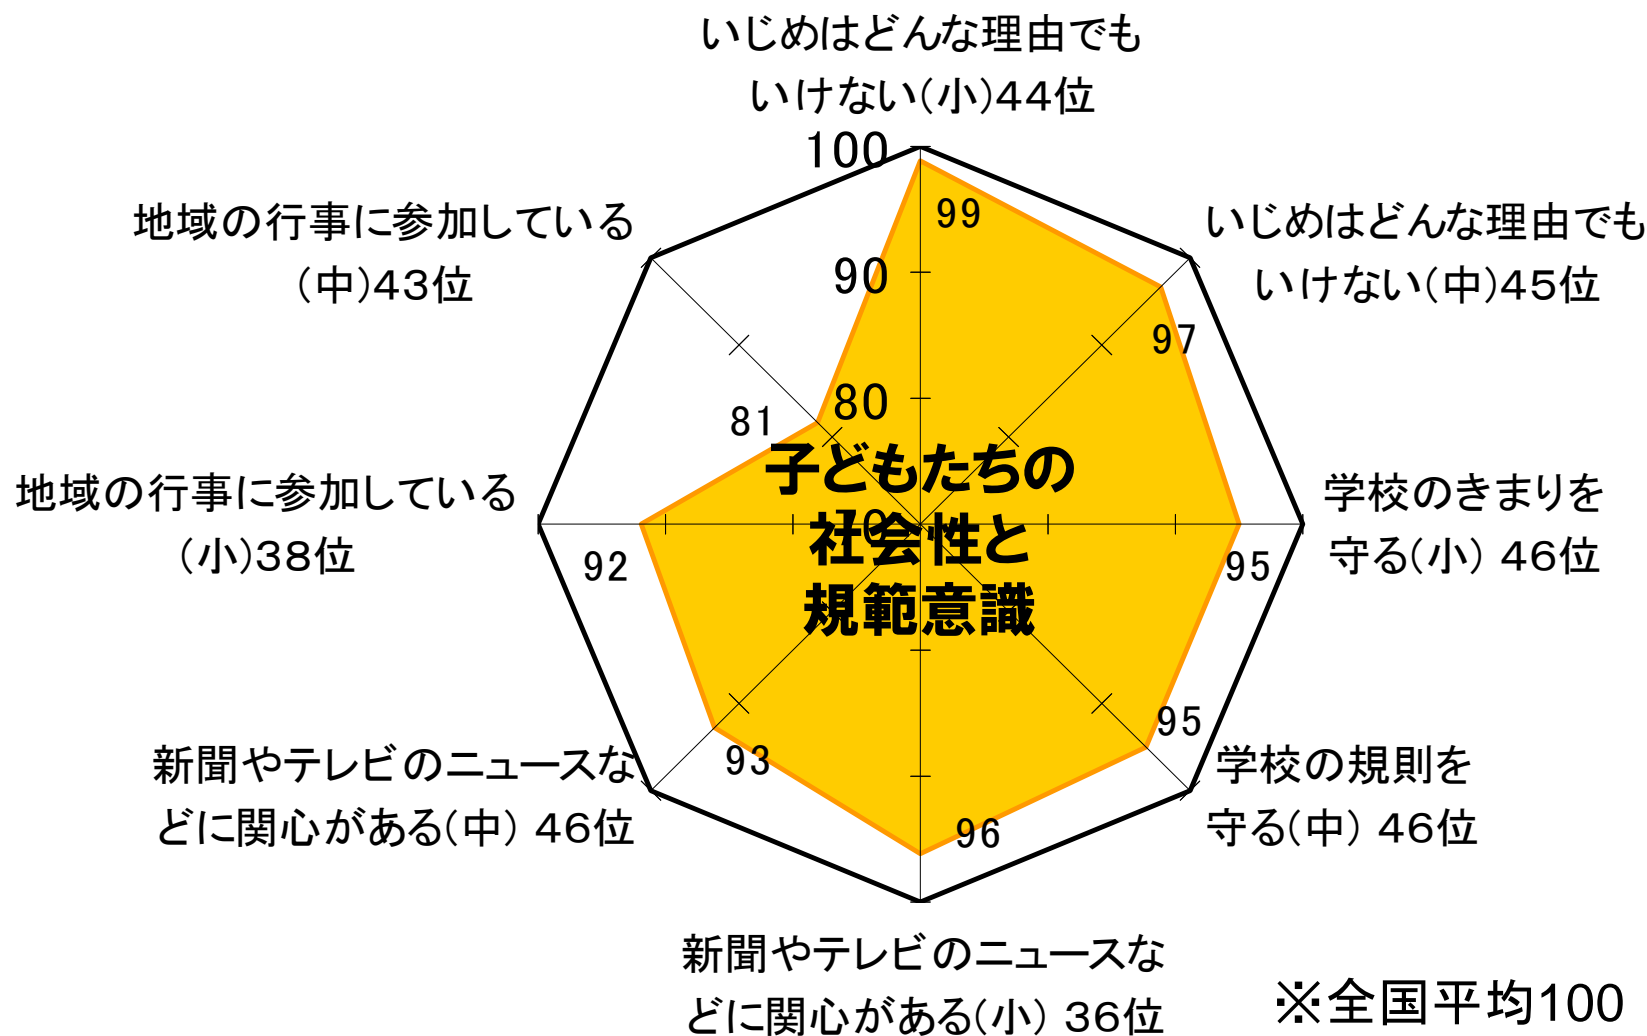 いじめはどんな理由でも
いけない(小)44位
100
99
いじめはどんな理由でも
いけない(中)45位
90
97
地域の行事に参加している
(中)43位
80
81
学校のきまりを
守る(小) 46位
95
地域の行事に参加している
(小)38位
92
70
子どもたちの
社会性と
規範意識
学校の規則を
守る(中) 46位
95
新聞やテレビのニュースな
どに関心がある(中) 46位
93
96
新聞やテレビのニュースな
どに関心がある(小) 36位
※全国平均100